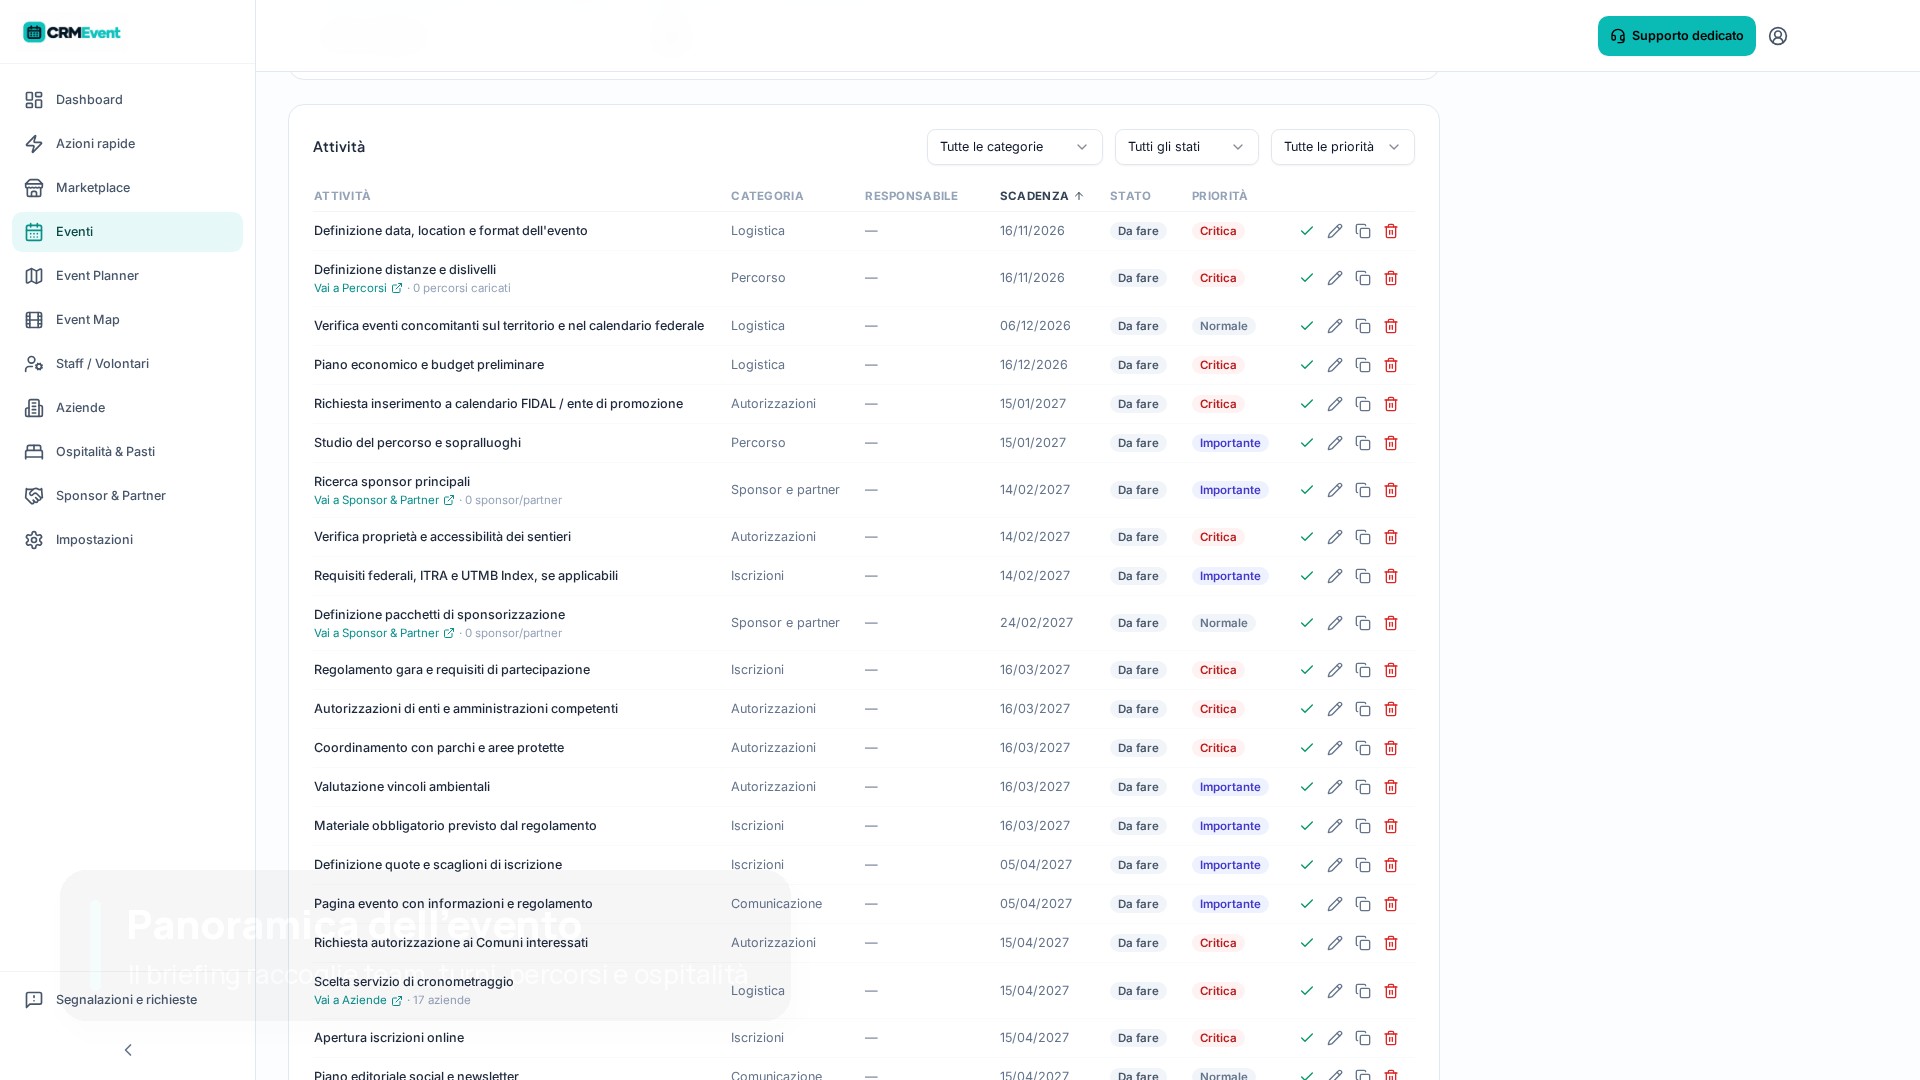 CRMEvent
Supporto dedicato
Dashboard
Azioni rapide
Marketplace
Eventi
Event Planner
Event Map
Staff / Volontari
Aziende
Ospitalità & Pasti
Sponsor & Partner
Impostazioni
Segnalazioni e richieste
Attività
Tutte le categorie
Tutti gli stati
Tutte le priorità
ATTIVITÀ CATEGORIA RESPONSABILE SCADENZA ↑ STATO PRIORITÀ
Definizione data, location e format dell'evento Logistica — 16/11/2026 Da fare Critica
Definizione distanze e dislivelli Percorso — 16/11/2026 Da fare Critica
Vai a Percorsi · 0 percorsi caricati
Verifica eventi concomitanti sul territorio e nel calendario federale Logistica — 06/12/2026 Da fare Normale
Piano economico e budget preliminare Logistica — 16/12/2026 Da fare Critica
Richiesta inserimento a calendario FIDAL / ente di promozione Autorizzazioni — 15/01/2027 Da fare Critica
Studio del percorso e sopralluoghi Percorso — 15/01/2027 Da fare Importante
Ricerca sponsor principali Sponsor e partner — 14/02/2027 Da fare Importante
Vai a Sponsor & Partner · 0 sponsor/partner
Verifica proprietà e accessibilità dei sentieri Autorizzazioni — 14/02/2027 Da fare Critica
Requisiti federali, ITRA e UTMB Index, se applicabili Iscrizioni — 14/02/2027 Da fare Importante
Definizione pacchetti di sponsorizzazione Sponsor e partner — 24/02/2027 Da fare Normale
Vai a Sponsor & Partner · 0 sponsor/partner
Regolamento gara e requisiti di partecipazione Iscrizioni — 16/03/2027 Da fare Critica
Autorizzazioni di enti e amministrazioni competenti Autorizzazioni — 16/03/2027 Da fare Critica
Coordinamento con parchi e aree protette Autorizzazioni — 16/03/2027 Da fare Critica
Valutazione vincoli ambientali Autorizzazioni — 16/03/2027 Da fare Importante
Materiale obbligatorio previsto dal regolamento Iscrizioni — 16/03/2027 Da fare Importante
Definizione quote e scaglioni di iscrizione Iscrizioni — 05/04/2027 Da fare Importante
Pagina evento con informazioni e regolamento Comunicazione — 05/04/2027 Da fare Importante
Panoramica dell'evento
Richiesta autorizzazione ai Comuni interessati Autorizzazioni — 15/04/2027 Da fare Critica
Il briefing raccoglie team, turni, percorsi e ospitalità
Scelta servizio di cronometraggio Logistica — 15/04/2027 Da fare Critica
Vai a Aziende · 17 aziende
Apertura iscrizioni online Iscrizioni — 15/04/2027 Da fare Critica
Piano editoriale social e newsletter Comunicazione — 15/04/2027 Da fare Normale